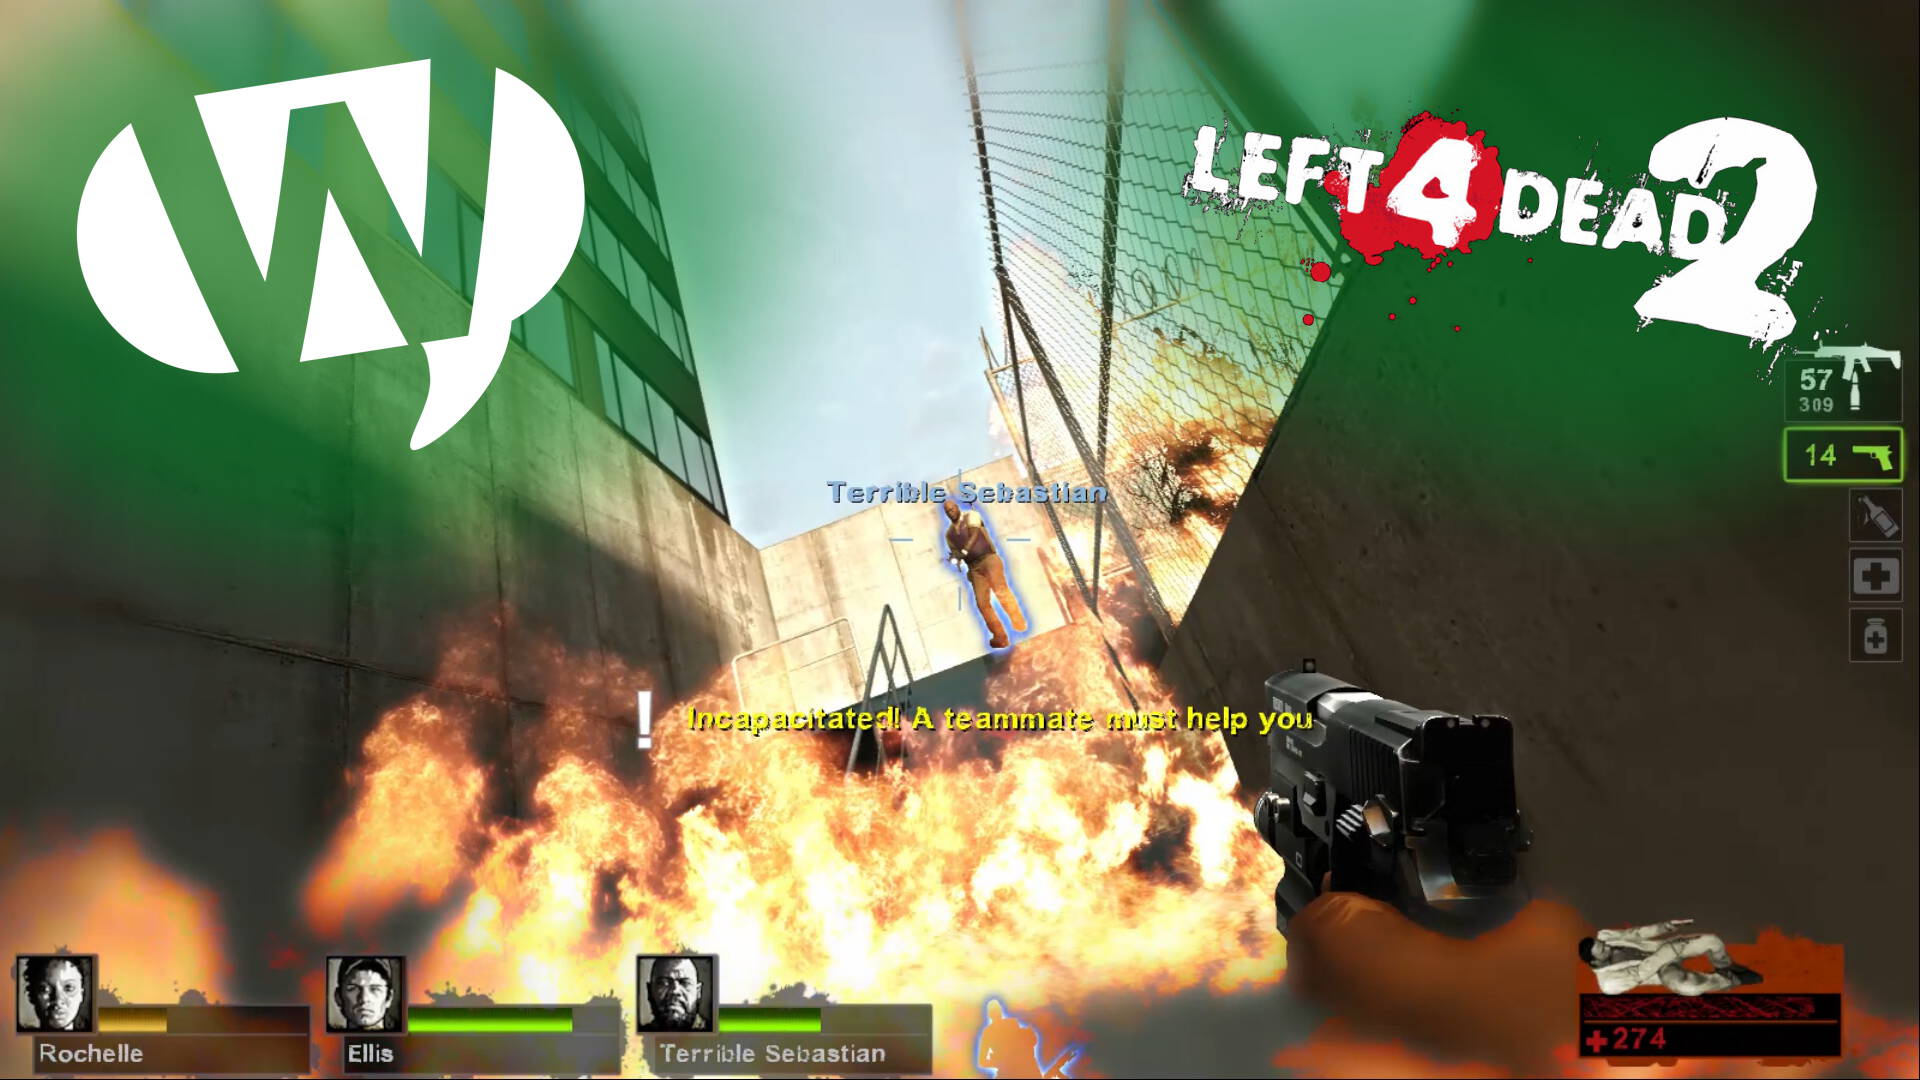 W
LEFT 4 DEAD 2
57
309
14
Terrible Sebastian
! Incapacitated! A teammate must help you
Rochelle
Ellis
Terrible Sebastian
+274